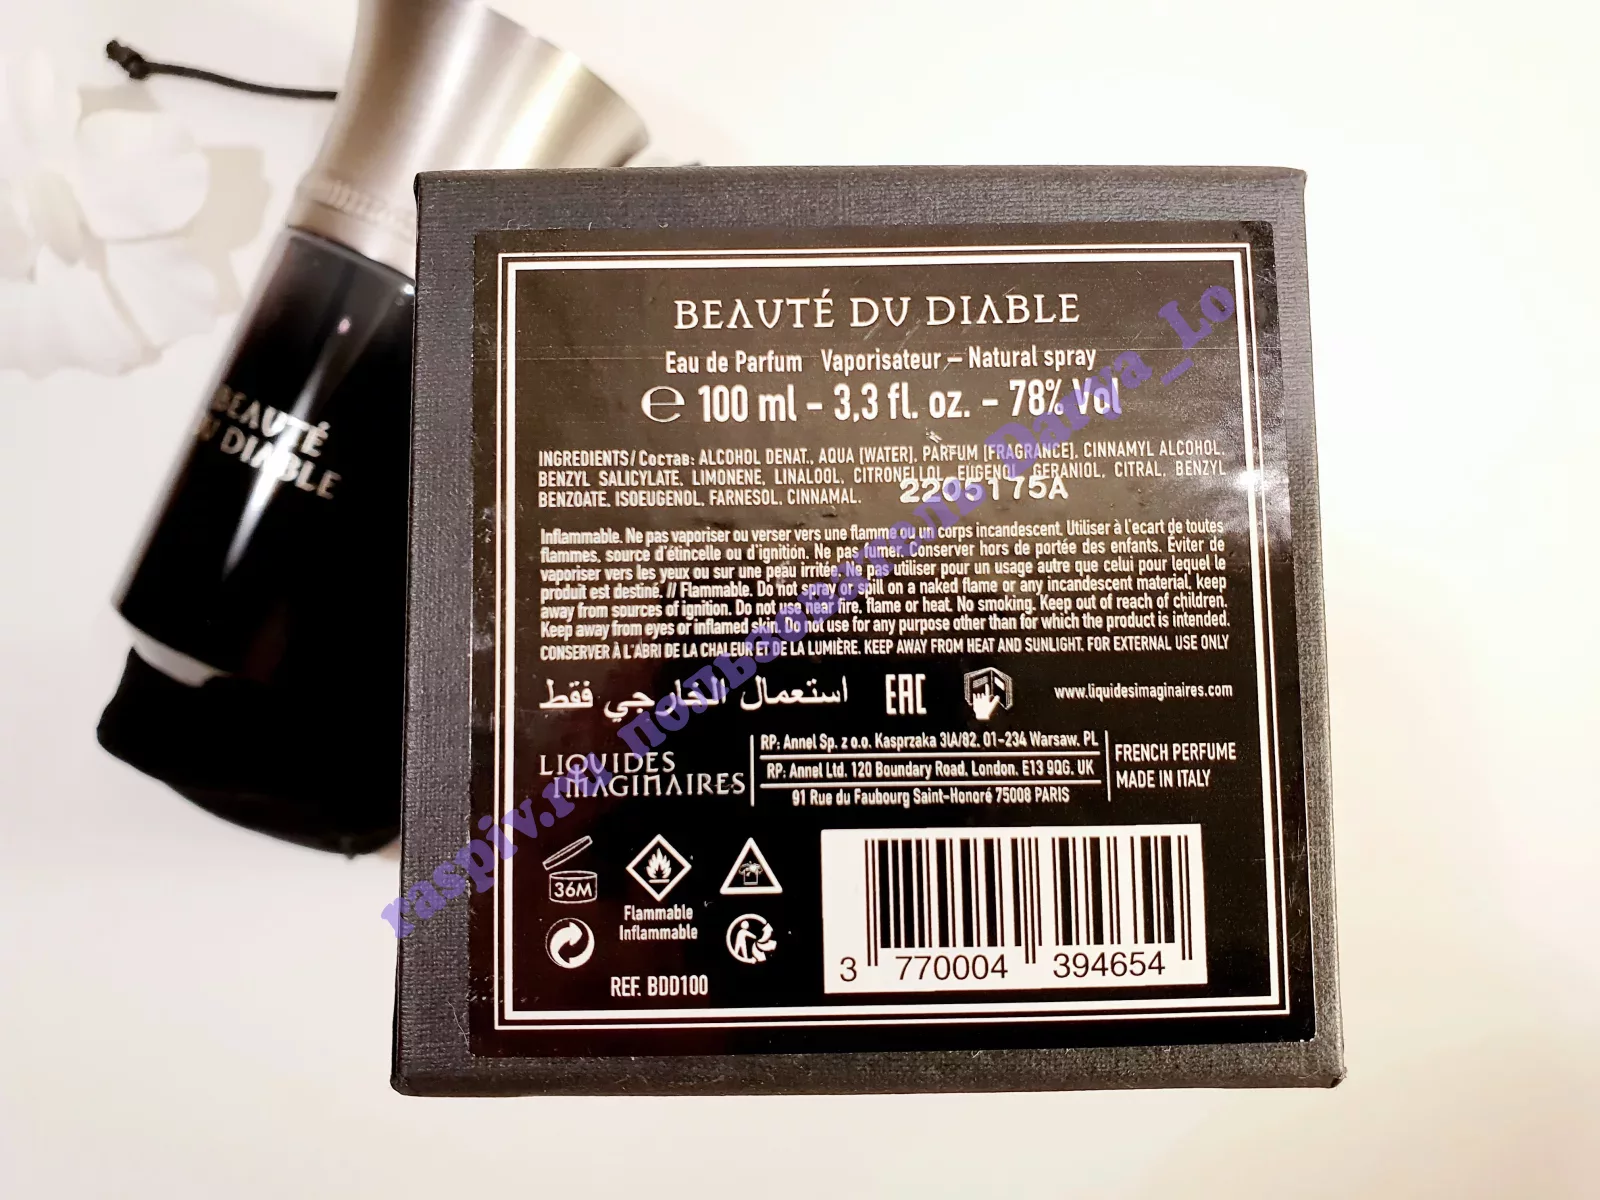 BEAUTÉ
DU DIABLE
BEAUTÉ DU DIABLE
Eau de Parfum Vaporisateur – Natural spray
℮ 100 ml - 3,3 fl. oz. - 78% Vol
INGREDIENTS/Состав: ALCOHOL DENAT., AQUA (WATER), PARFUM (FRAGRANCE), CINNAMYL ALCOHOL,
BENZYL SALICYLATE, LIMONENE, LINALOOL, CITRONELLOL, EUGENOL, GERANIOL, CITRAL, BENZYL
BENZOATE, ISOEUGENOL, FARNESOL, CINNAMAL.
2205175A
Inflammable. Ne pas vaporiser ou verser vers une flamme ou un corps incandescent. Utiliser à l'ecart de toutes
flammes, source d'étincelle ou d'ignition. Ne pas fumer. Conserver hors de portée des enfants. Éviter de
vaporiser vers les yeux ou sur une peau irritée. Ne pas utiliser pour un usage autre que celui pour lequel le
produit est destiné. // Flammable. Do not spray or spill on a naked flame or any incandescent material. keep
away from sources of ignition. Do not use near fire, flame or heat. No smoking. Keep out of reach of children.
Keep away from eyes or inflamed skin. Do not use for any purpose other than for which the product is intended.
CONSERVER À L'ABRI DE LA CHALEUR ET DE LA LUMIÈRE. KEEP AWAY FROM HEAT AND SUNLIGHT. FOR EXTERNAL USE ONLY
استعمال الخارجي فقط
EAC
www.liquidesimaginaires.com
LIQUIDES
IMAGINAIRES
RP: Annel Sp. z o.o. Kasprzaka 31A/82, 01-234 Warsaw, PL
RP: Annel Ltd. 120 Boundary Road, London, E13 9QG, UK
91 Rue du Faubourg Saint-Honoré 75008 PARIS
FRENCH PERFUME
MADE IN ITALY
36M
Flammable
Inflammable
REF. BDD100
3 770004 394654
raspiv.ru, пользователь: Darya_Lo